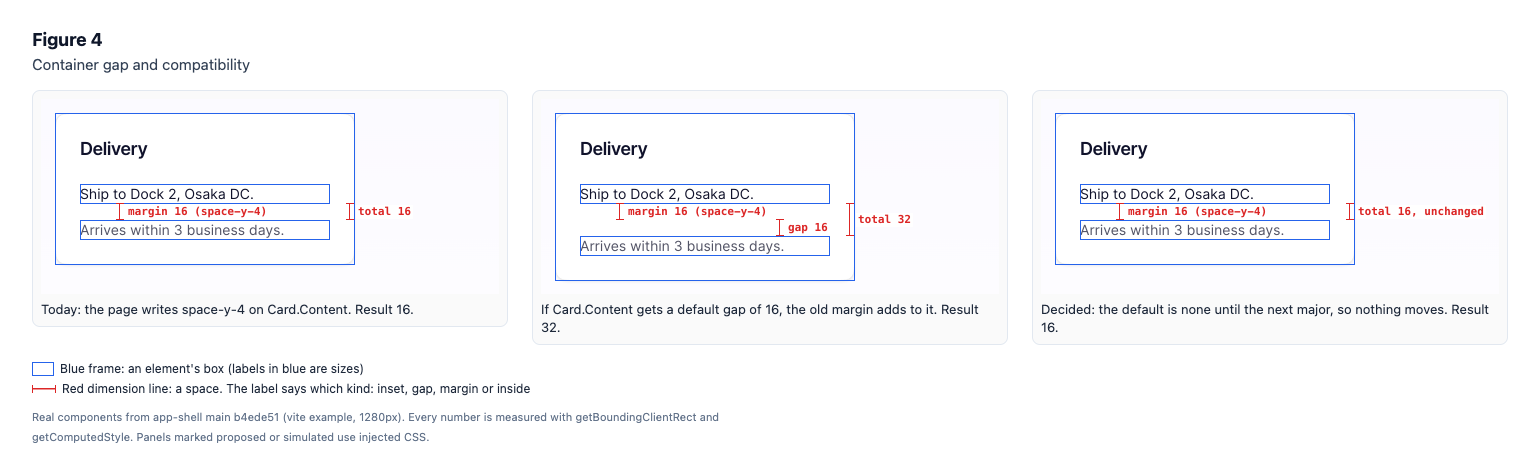 Figure 4
Container gap and compatibility
Delivery
Ship to Dock 2, Osaka DC.
margin 16 (space-y-4)
total 16
Arrives within 3 business days.
Today: the page writes space-y-4 on Card.Content. Result 16.
Delivery
Ship to Dock 2, Osaka DC.
margin 16 (space-y-4)
total 32
gap 16
Arrives within 3 business days.
If Card.Content gets a default gap of 16, the old margin adds to it. Result
32.
Delivery
Ship to Dock 2, Osaka DC.
margin 16 (space-y-4)
total 16, unchanged
Arrives within 3 business days.
Decided: the default is none until the next major, so nothing moves. Result
16.
Blue frame: an element's box (labels in blue are sizes)
Red dimension line: a space. The label says which kind: inset, gap, margin or inside
Real components from app-shell main b4ede51 (vite example, 1280px). Every number is measured with getBoundingClientRect and
getComputedStyle. Panels marked proposed or simulated use injected CSS.